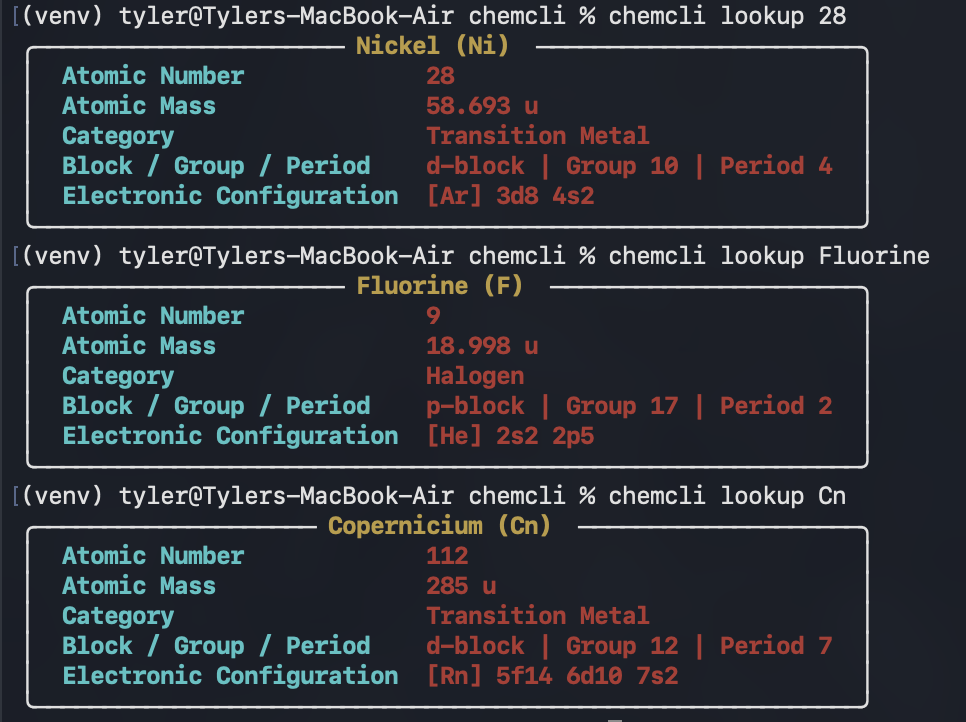 [(venv) tyler@Tylers-MacBook-Air chemcli % chemcli lookup 28
Nickel (Ni)
Atomic Number 28
Atomic Mass 58.693 u
Category Transition Metal
Block / Group / Period d-block | Group 10 | Period 4
Electronic Configuration [Ar] 3d8 4s2
[(venv) tyler@Tylers-MacBook-Air chemcli % chemcli lookup Fluorine
Fluorine (F)
Atomic Number 9
Atomic Mass 18.998 u
Category Halogen
Block / Group / Period p-block | Group 17 | Period 2
Electronic Configuration [He] 2s2 2p5
[(venv) tyler@Tylers-MacBook-Air chemcli % chemcli lookup Cn
Copernicium (Cn)
Atomic Number 112
Atomic Mass 285 u
Category Transition Metal
Block / Group / Period d-block | Group 12 | Period 7
Electronic Configuration [Rn] 5f14 6d10 7s2